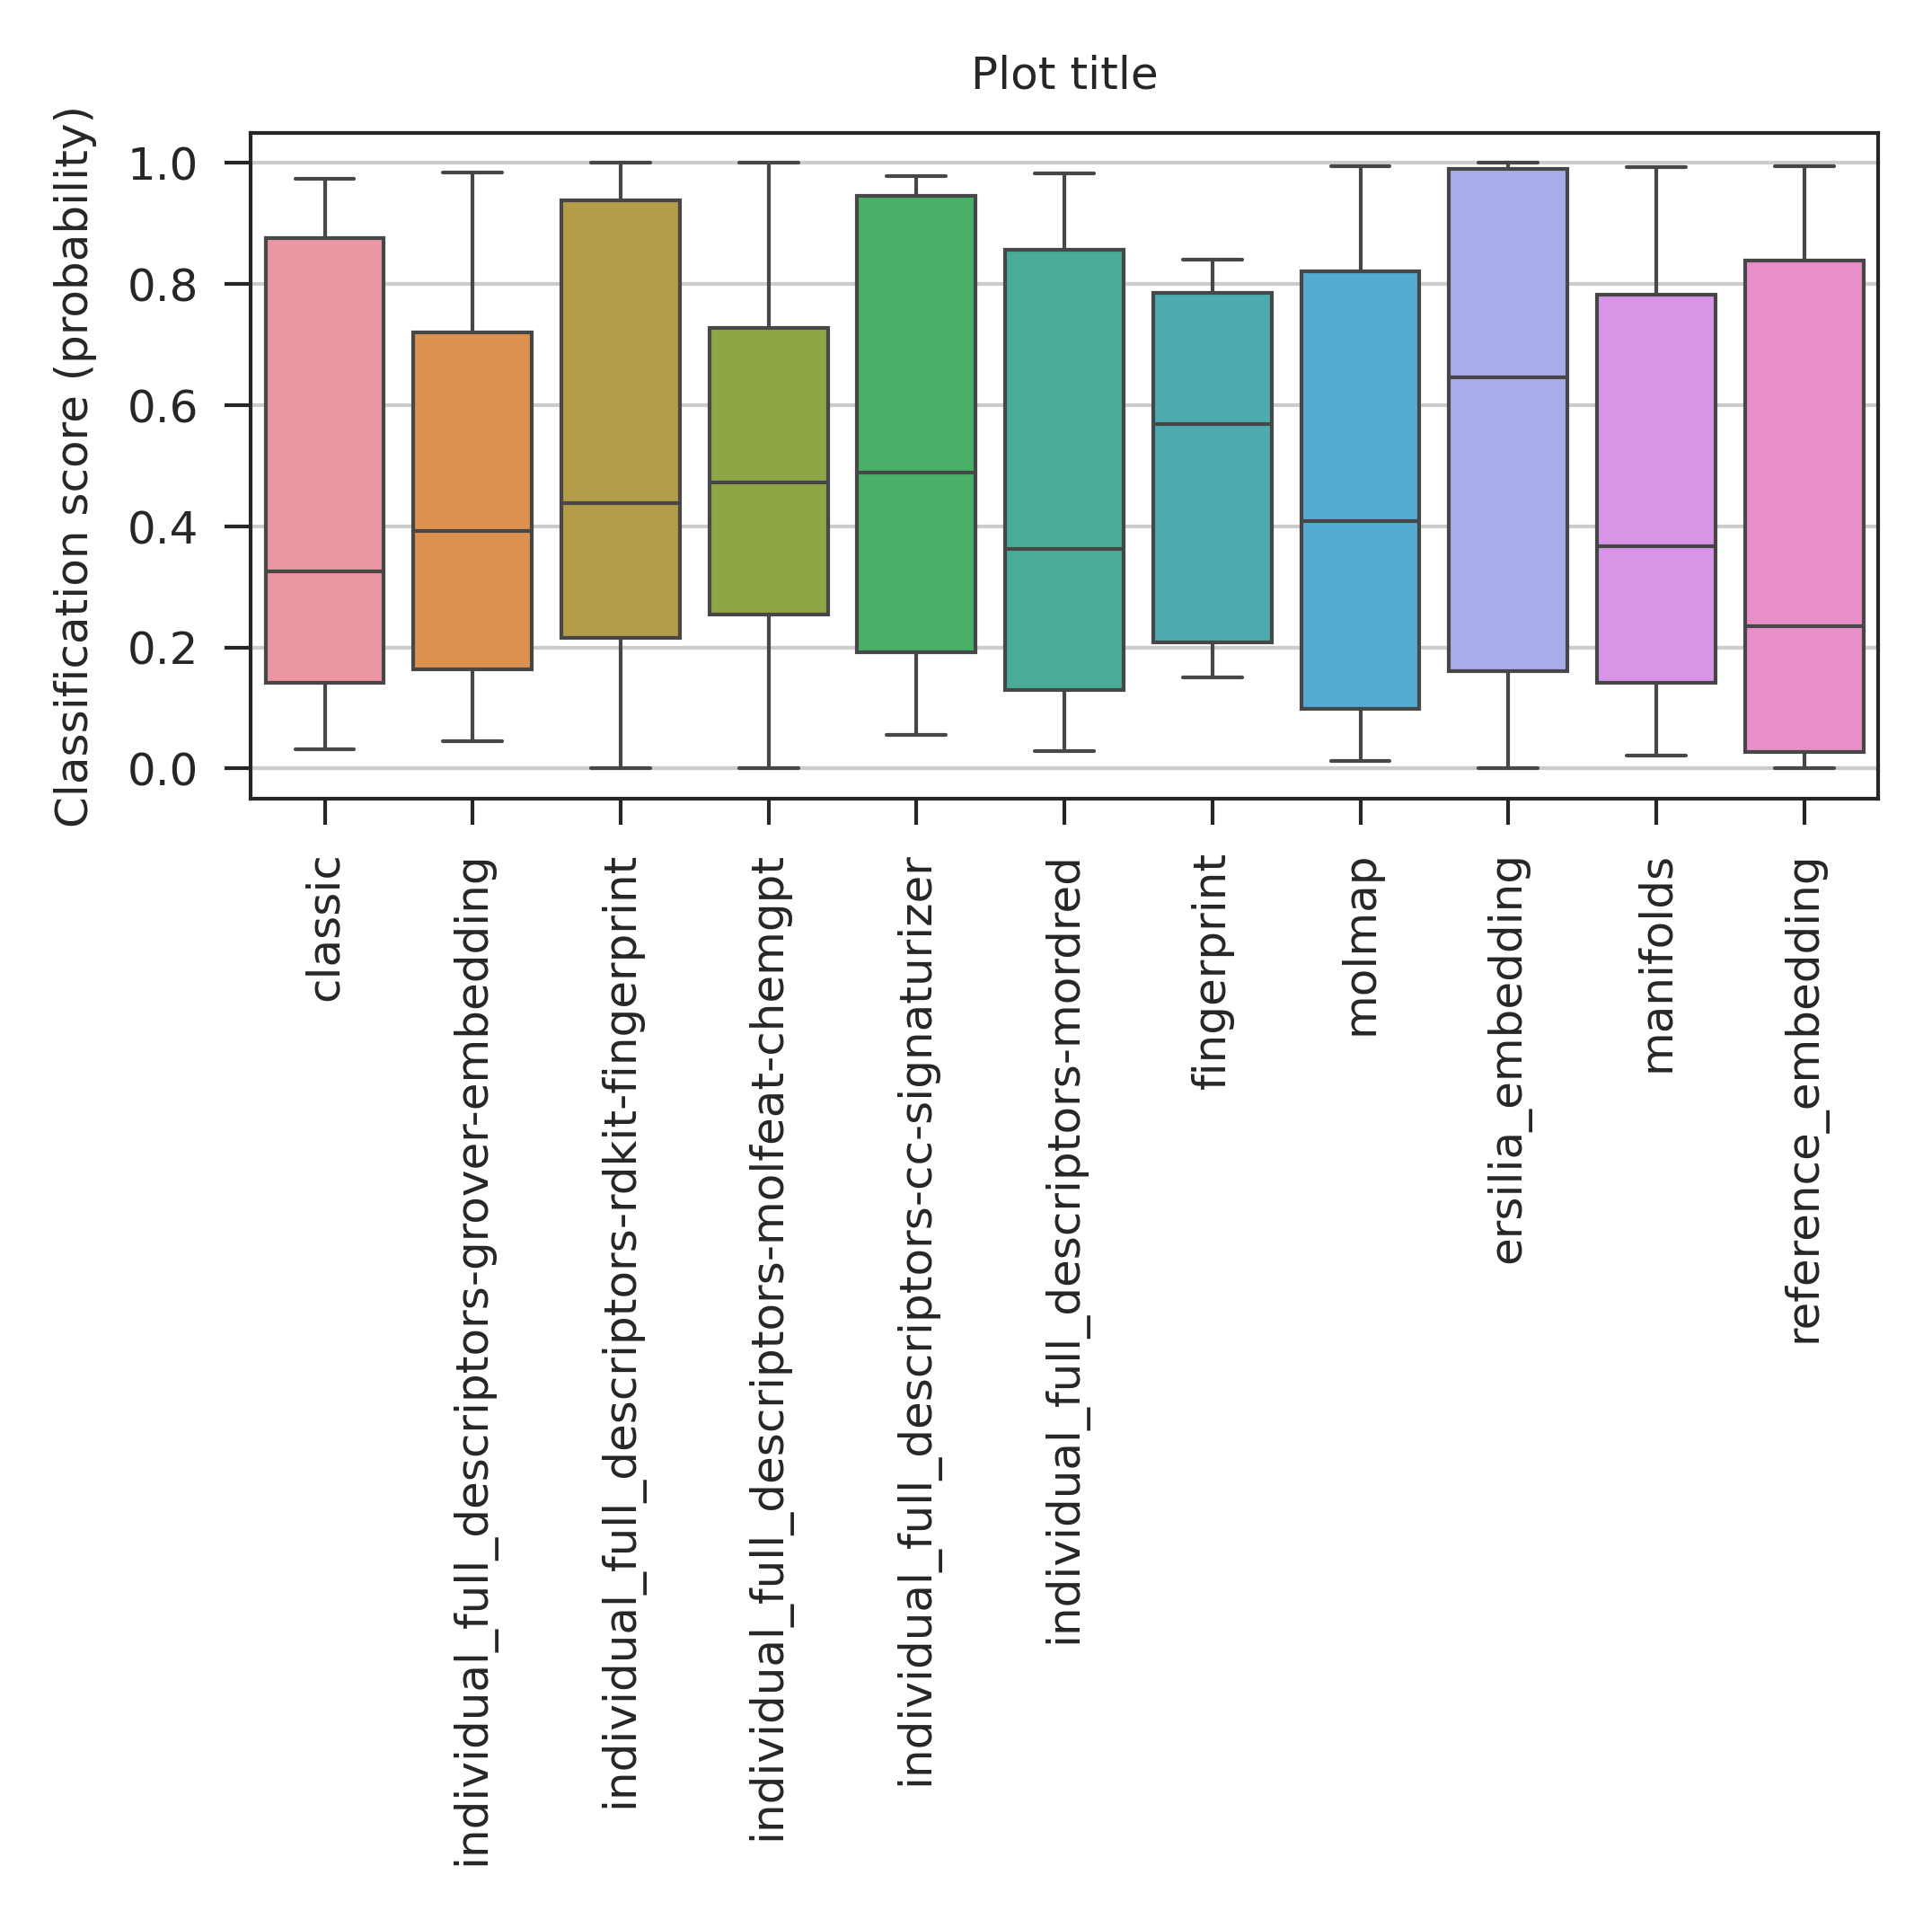 Plot title
Classification score (probability)
1.0
0.8
0.6
0.4
0.2
0.0
classic
individual_full_descriptors-grover-embedding
individual_full_descriptors-rdkit-fingerprint
individual_full_descriptors-molfeat-chemgpt
individual_full_descriptors-cc-signaturizer
individual_full_descriptors-mordred
fingerprint
molmap
ersilia_embedding
manifolds
reference_embedding